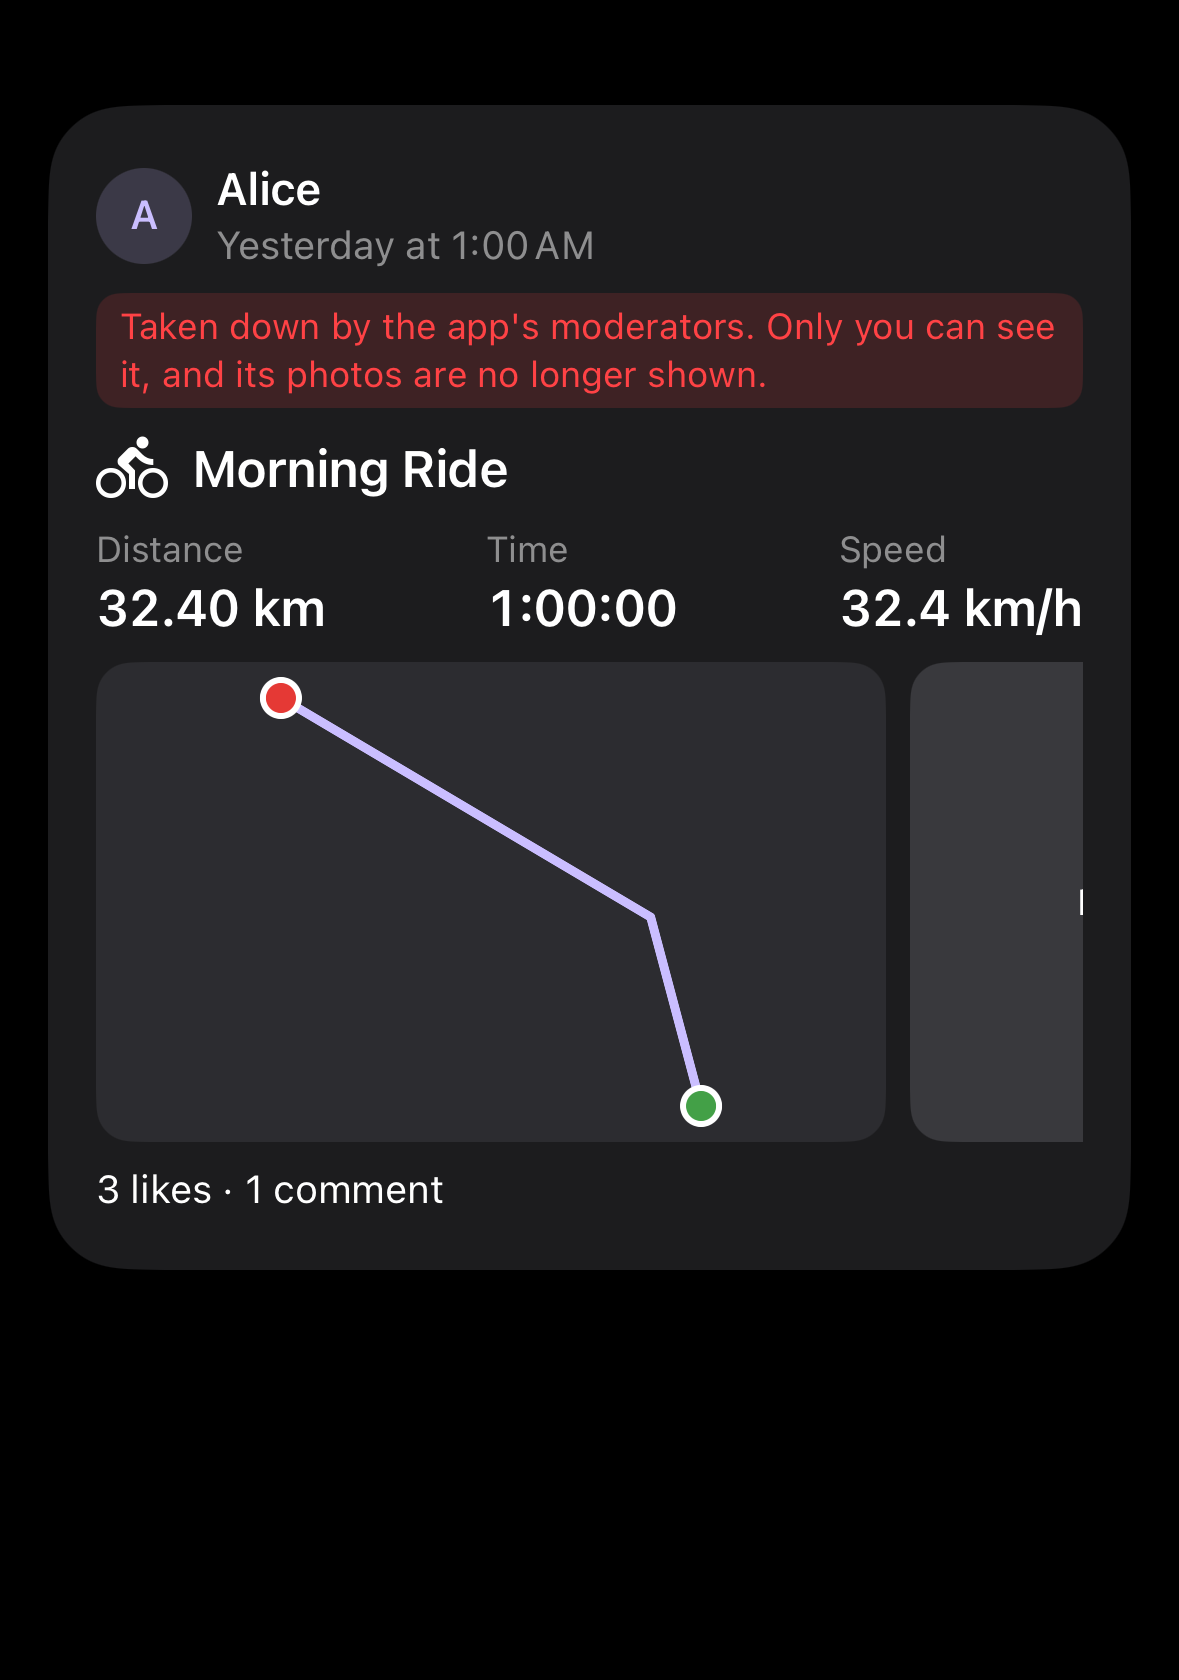 A
Alice
Yesterday at 1:00 AM
Taken down by the app's moderators. Only you can see
it, and its photos are no longer shown.
Morning Ride
Distance
Time
Speed
32.40 km
1:00:00
32.4 km/h
3 likes · 1 comment